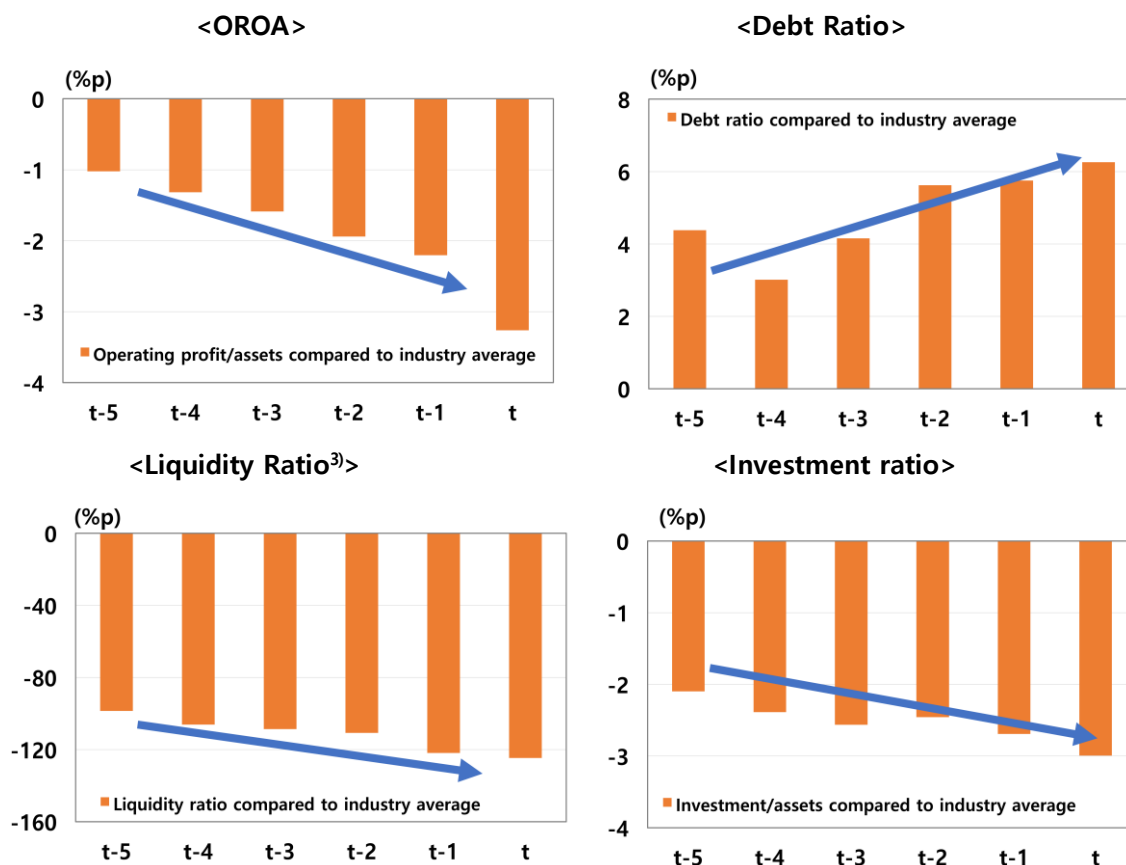 <OROA>
(%p)
0
-1
-2
-3
-4
Operating profit/assets compared to industry average
t-5 t-4 t-3 t-2 t-1 t
<Debt Ratio>
(%p)
8
6
4
2
0
Debt ratio compared to industry average
t-5 t-4 t-3 t-2 t-1 t
<Liquidity Ratio3)>
(%p)
0
-40
-80
-120
-160
Liquidity ratio compared to industry average
t-5 t-4 t-3 t-2 t-1 t
<Investment ratio>
(%p)
0
-1
-2
-3
-4
Investment/assets compared to industry average
t-5 t-4 t-3 t-2 t-1 t